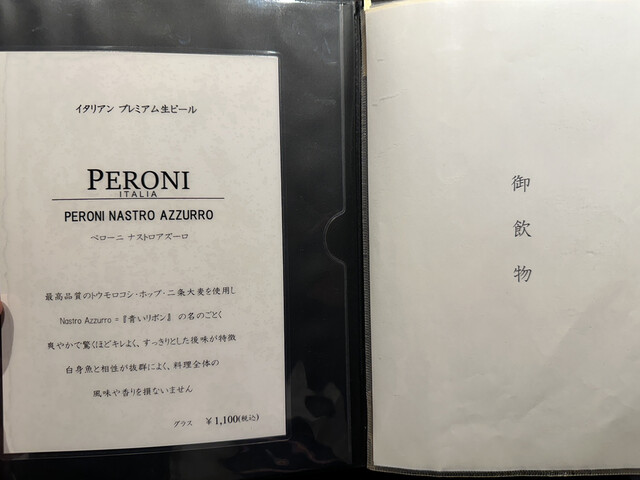 イタリアン プレミアム生ビール
PERONI
ITALIA
PERONI NASTRO AZZURRO
ペローニ ナストロアズーロ
最高品質のトウモロコシ・ホップ・二条大麦を使用し
Nastro Azzurro =『青いリボン』 の名のごとく
爽やかで驚くほどキレよく、すっきりとした後味が特徴
白身魚と相性が抜群によく、料理全体の
風味や香りを損ないません
グラス ￥1,100(税込)
御飲物